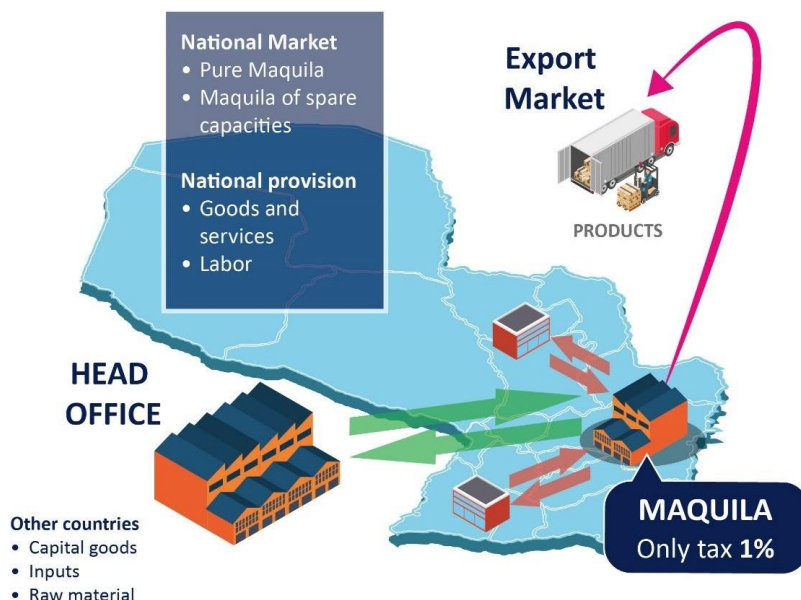 National Market
• Pure Maquila
• Maquila of spare
capacities
National provision
• Goods and
services
• Labor
Export
Market
PRODUCTS
HEAD
OFFICE
MAQUILA
Only tax 1%
Other countries
• Capital goods
• Inputs
• Raw material